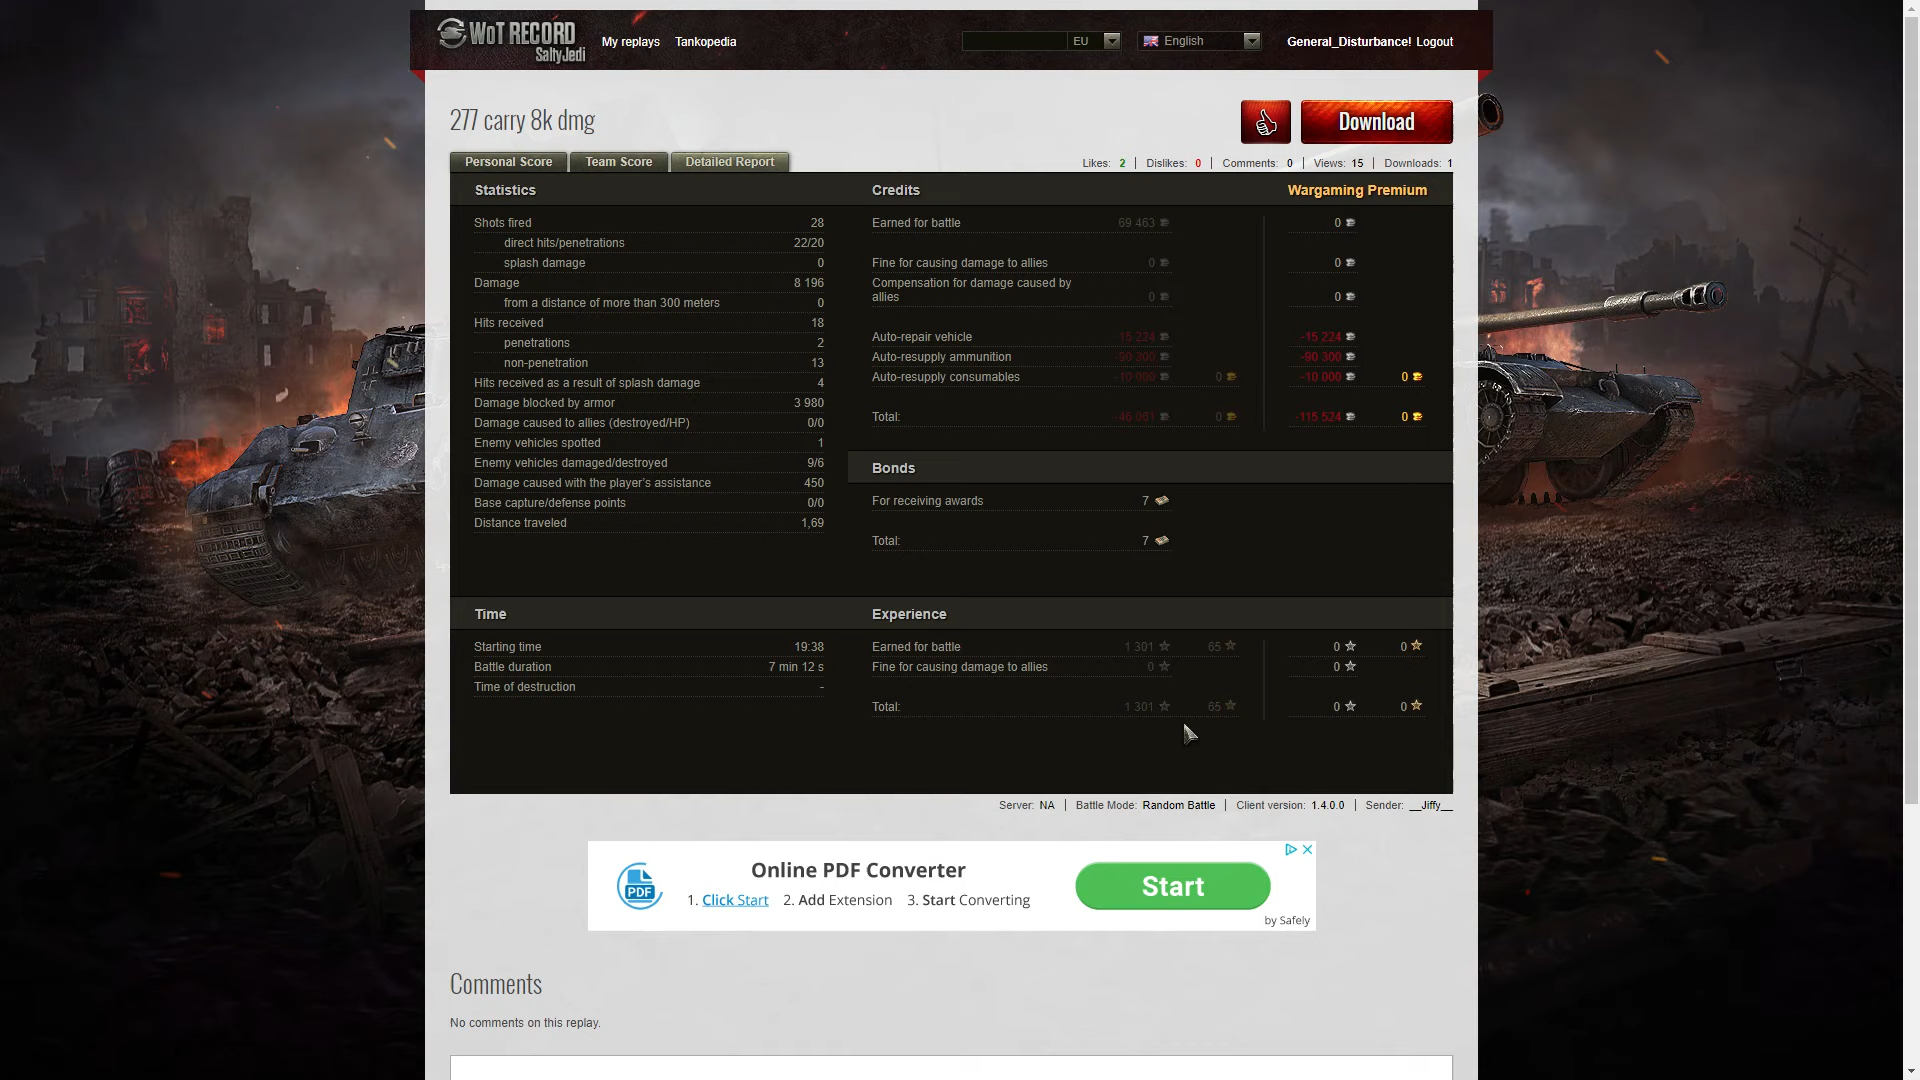 WoT RECORD
SaltyJedi
My replays Tankopedia
EU English
General_Disturbance! Logout
277 carry 8k dmg
Download
Personal Score Team Score Detailed Report
Likes: 2 | Dislikes: 0 | Comments: 0 | Views: 15 | Downloads: 1
Statistics
Shots fired 28
direct hits/penetrations 22/20
splash damage 0
Damage 8 196
from a distance of more than 300 meters 0
Hits received 18
penetrations 2
non-penetration 13
Hits received as a result of splash damage 4
Damage blocked by armor 3 980
Damage caused to allies (destroyed/HP) 0/0
Enemy vehicles spotted 1
Enemy vehicles damaged/destroyed 9/6
Damage caused with the player's assistance 450
Base capture/defense points 0/0
Distance traveled 1,69
Credits Wargaming Premium
Earned for battle 69 463 0
Fine for causing damage to allies 0 0
Compensation for damage caused by
allies 0 0
Auto-repair vehicle 15 224 -15 224
Auto-resupply ammunition -90 300 -90 300
Auto-resupply consumables -10 000 0 -10 000 0
Total: -46 061 0 -115 524 0
Bonds
For receiving awards 7
Total: 7
Time
Starting time 19:38
Battle duration 7 min 12 s
Time of destruction -
Experience
Earned for battle 1 301 65 0 0
Fine for causing damage to allies 0 0
Total: 1 301 65 0 0
Server: NA | Battle Mode: Random Battle | Client version: 1.4.0.0 | Sender: __Jiffy__
Online PDF Converter
PDF
1. Click Start 2. Add Extension 3. Start Converting
Start
by Safely
Comments
No comments on this replay.